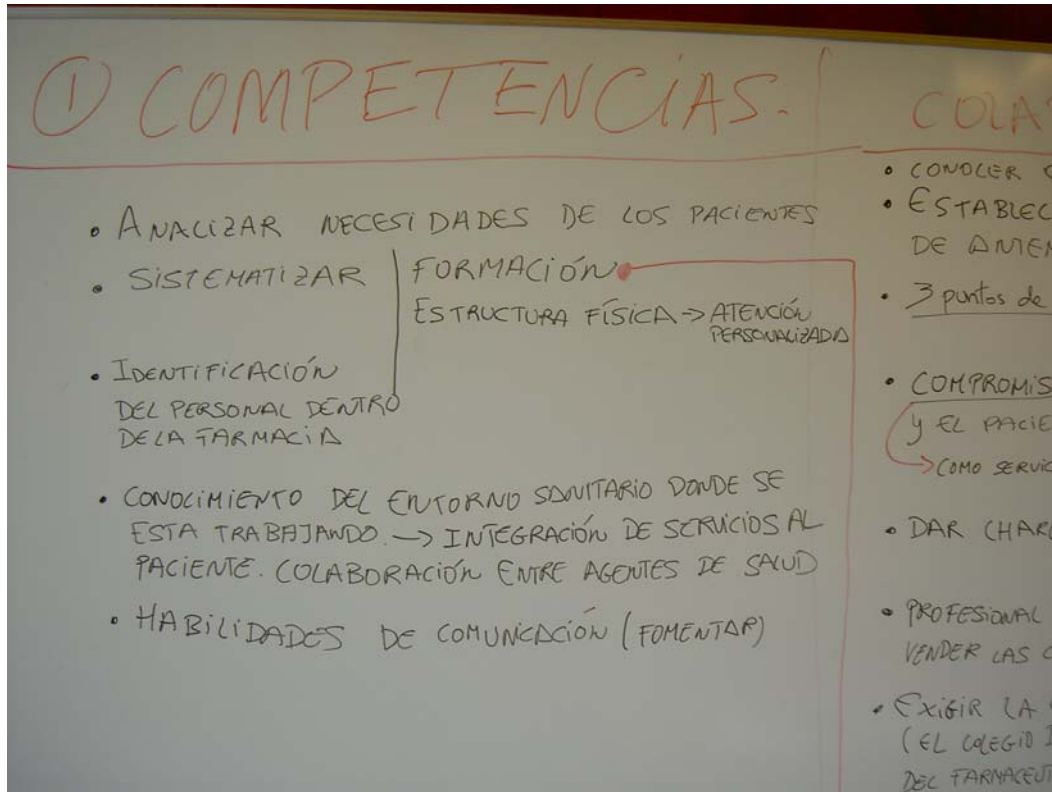 ① COMPETENCIAS.
• ANALIZAR NECESIDADES DE LOS PACIENTES
• SISTEMATIZAR
FORMACIÓN
ESTRUCTURA FÍSICA -> ATENCIÓN
PERSONALIZADA
• IDENTIFICACIÓN
DEL PERSONAL DENTRO
DE LA FARMACIA
• CONOCIMIENTO DEL ENTORNO SANITARIO DONDE SE
ESTA TRABAJANDO. -> INTEGRACIÓN DE SERVICIOS AL
PACIENTE. COLABORACIÓN ENTRE AGENTES DE SALUD
• HABILIDADES DE COMUNICACIÓN (FOMENTAR)
• CONOCER
• ESTABLEC
DE
• 3 puntos de
• COMPROMIS
Y EL PACIE
-> COMO SERVIC
• DAR CHAR
• PROFESIONAL
VENDER LAS
• EXIGIR LA
(EL COLEGIO
DEL FARMACEUT